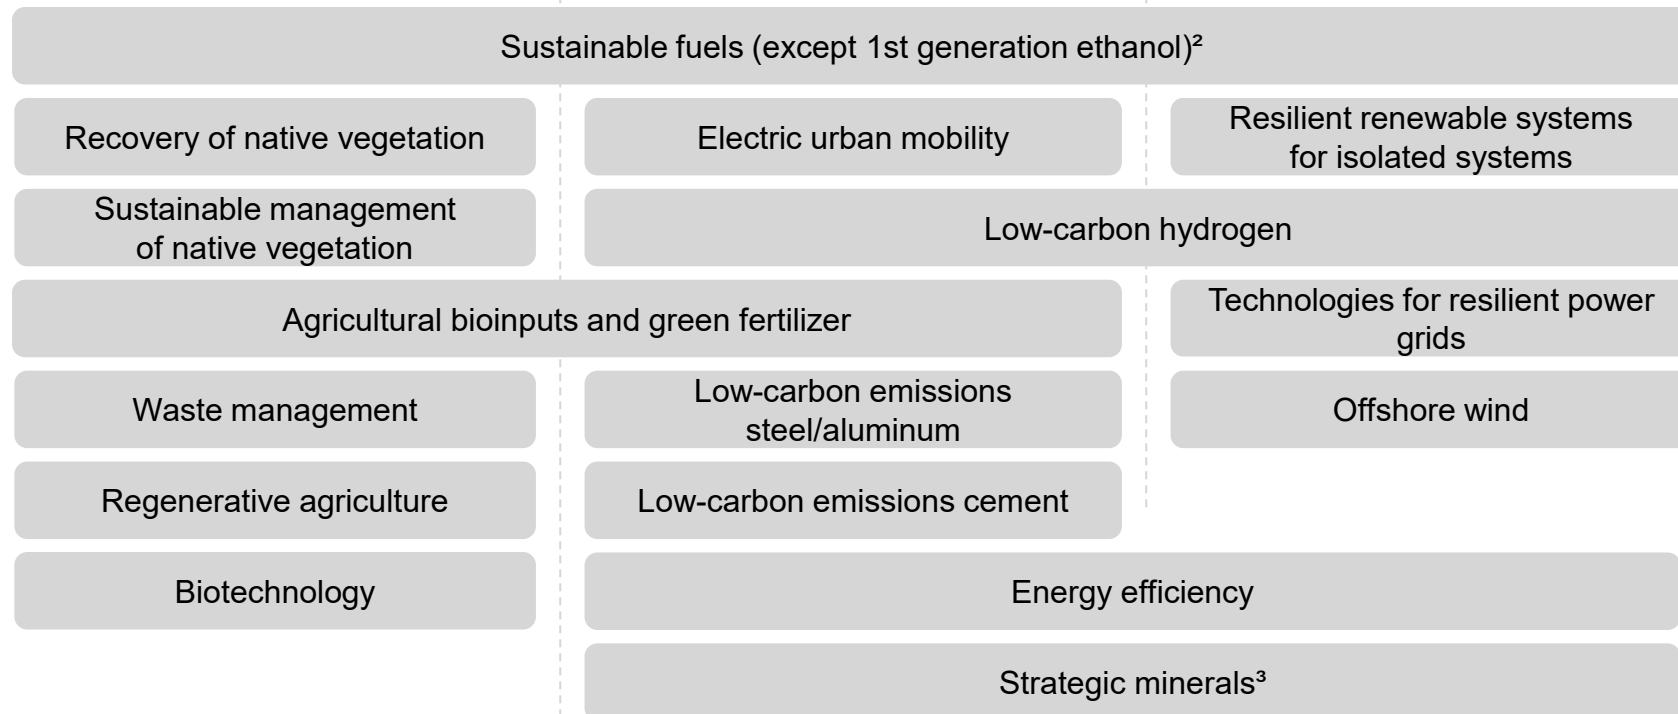 Sustainable fuels (except 1st generation ethanol)²
Recovery of native vegetation
Electric urban mobility
Resilient renewable systems
for isolated systems
Sustainable management
of native vegetation
Low-carbon hydrogen
Agricultural bioinputs and green fertilizer
Technologies for resilient power
grids
Waste management
Low-carbon emissions
steel/aluminum
Offshore wind
Regenerative agriculture
Low-carbon emissions cement
Biotechnology
Energy efficiency
Strategic minerals³